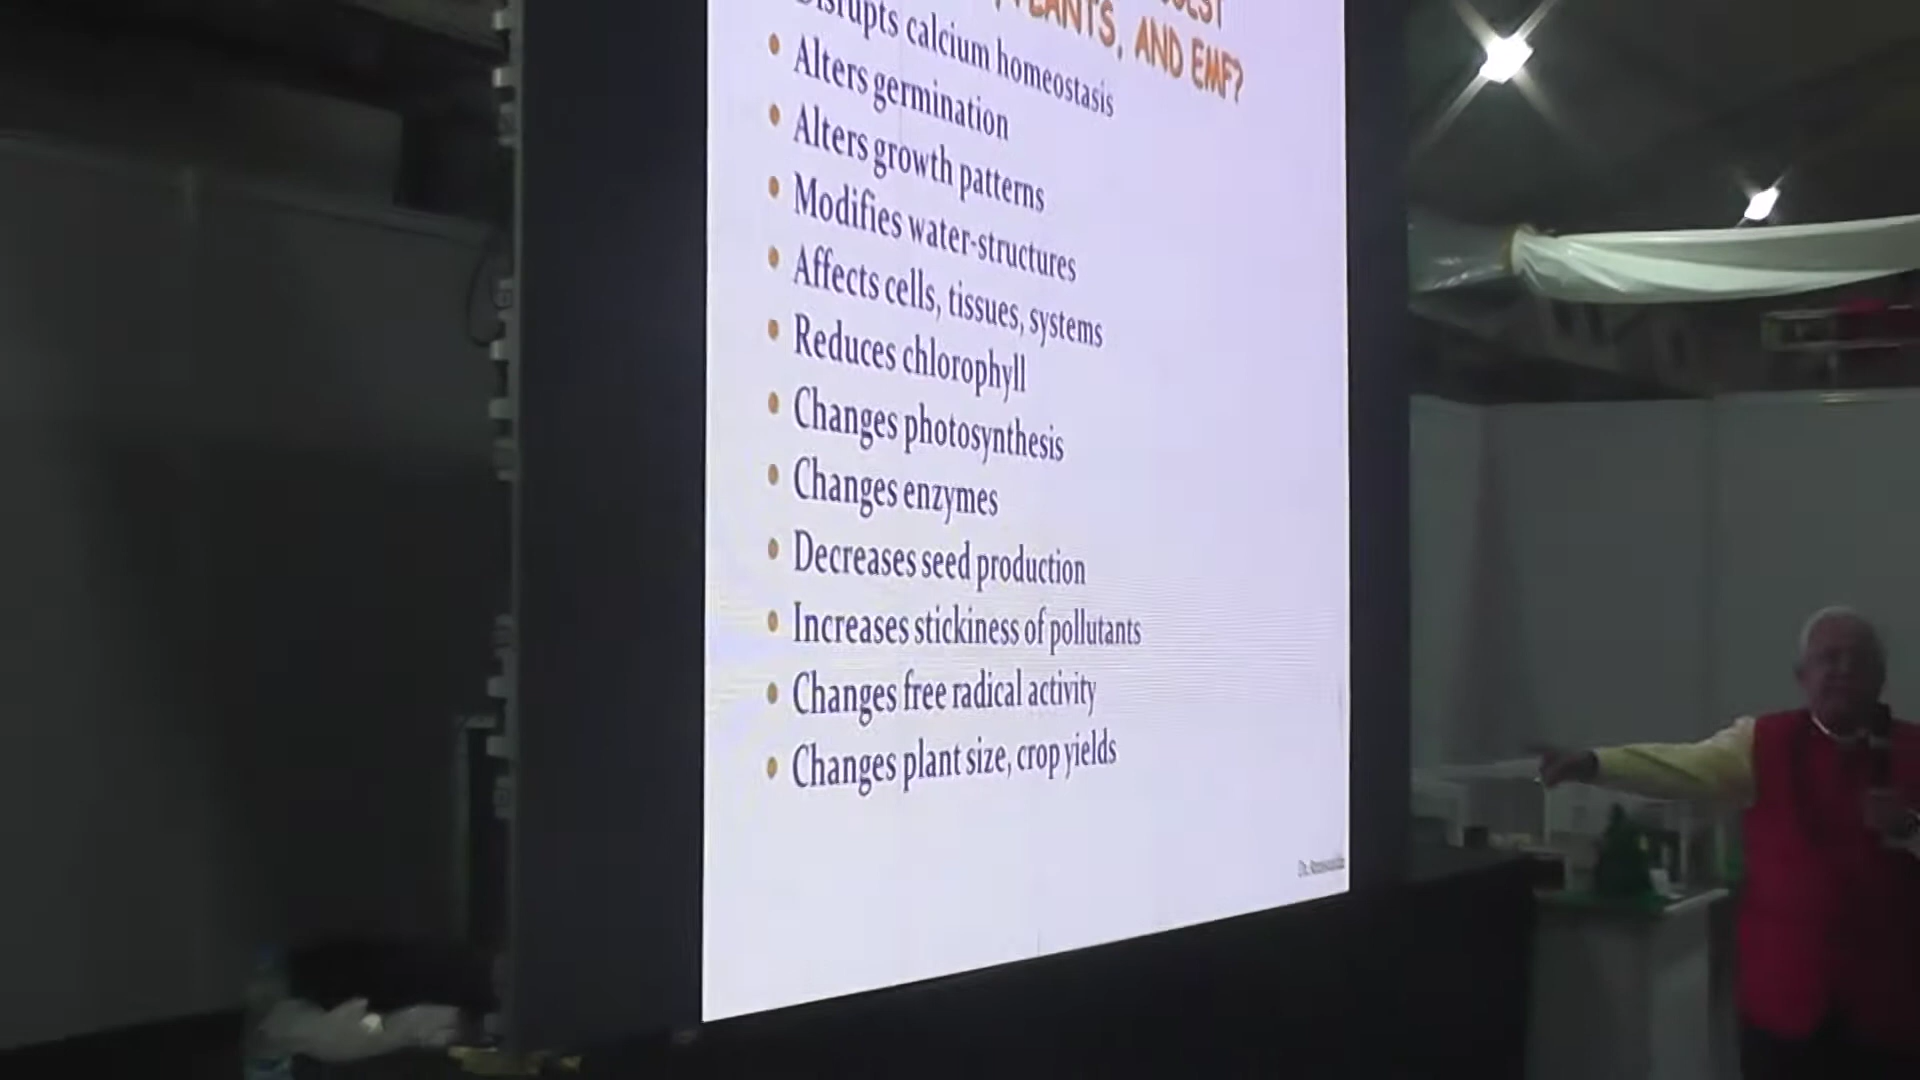 PLANTS, AND EMF?
Disrupts calcium homeostasis
Alters germination
Alters growth patterns
Modifies water-structures
Affects cells, tissues, systems
Reduces chlorophyll
Changes photosynthesis
Changes enzymes
Decreases seed production
Increases stickiness of pollutants
Changes free radical activity
Changes plant size, crop yields